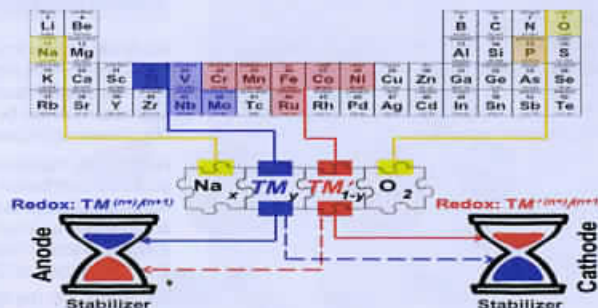 Li Be B C N O
Na Mg Al Si P S
K Ca Sc V Cr Mn Fe Co Ni Cu Zn Ga Ge As Se
Rb Sr Y Zr Nb Mo Tc Ru Rh Pd Ag Cd In Sn Sb Te
Na x TM y TM' 1-y O 2
Redox: TM (n+)/(n+1)
Redox: TM' (n+)/(n+1
Anode
Cathode
Stabilizer
Stabilizer